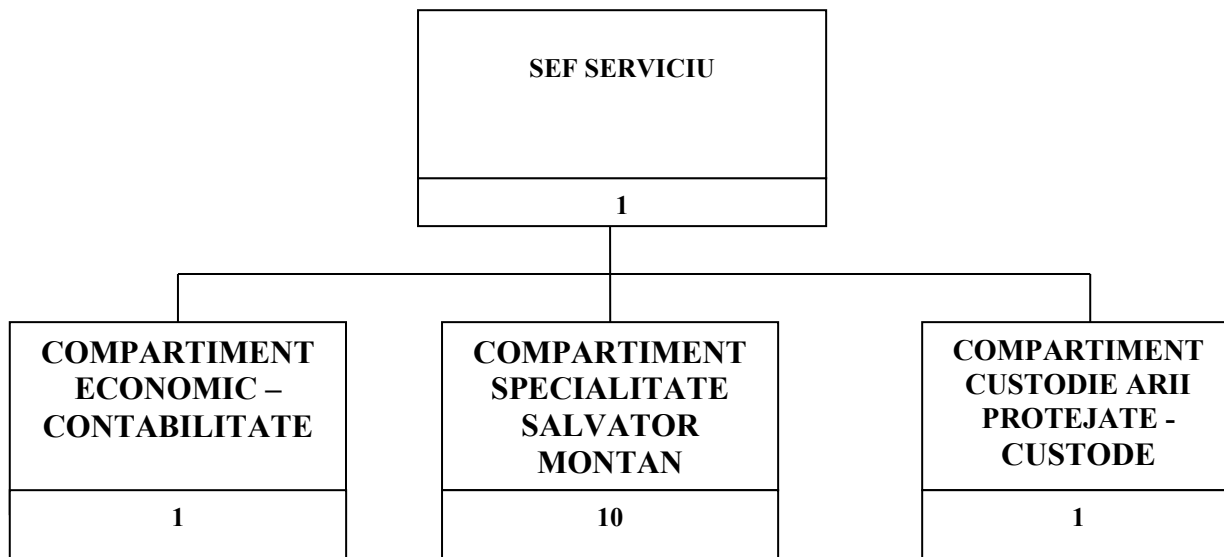 SEF SERVICIU
1
COMPARTIMENT
ECONOMIC –
CONTABILITATE
1
COMPARTIMENT
SPECIALITATE
SALVATOR
MONTAN
10
COMPARTIMENT
CUSTODIE ARII
PROTEJATE -
CUSTODE
1